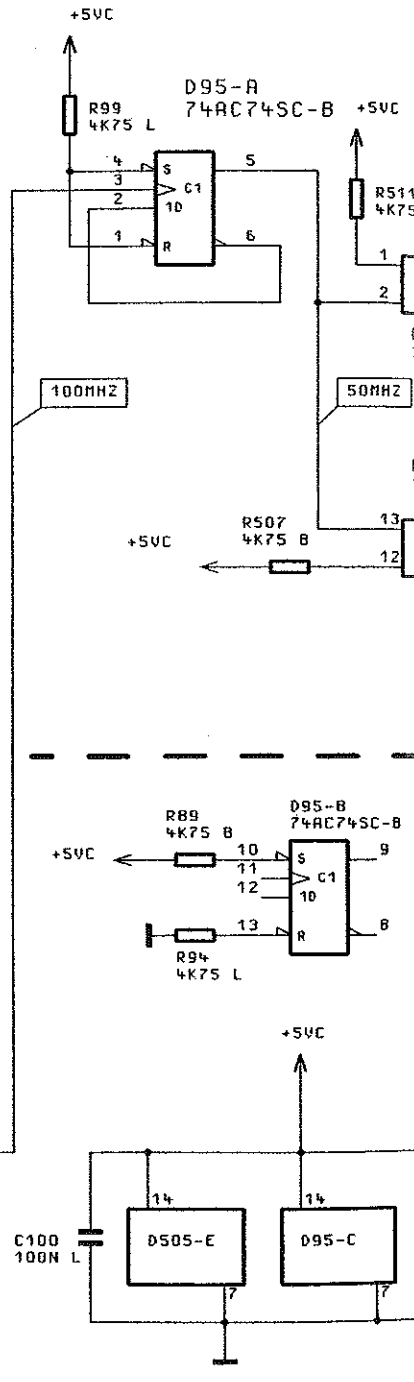 +5VC
D95-A
74AC74SC-B
+5VC
R99
4K75 L
R511
4K75
4
S
5
3
C1
2
1D
1
R
6
1
2
100MHZ
50MHZ
13
R507
4K75 B
+5VC
12
D95-B
74AC74SC-B
R89
4K75 B
+5VC
10
S
9
11
C1
12
1D
13
R
8
R94
4K75 L
+5VC
14
14
C100
100N L
D505-E
D95-C
7
7